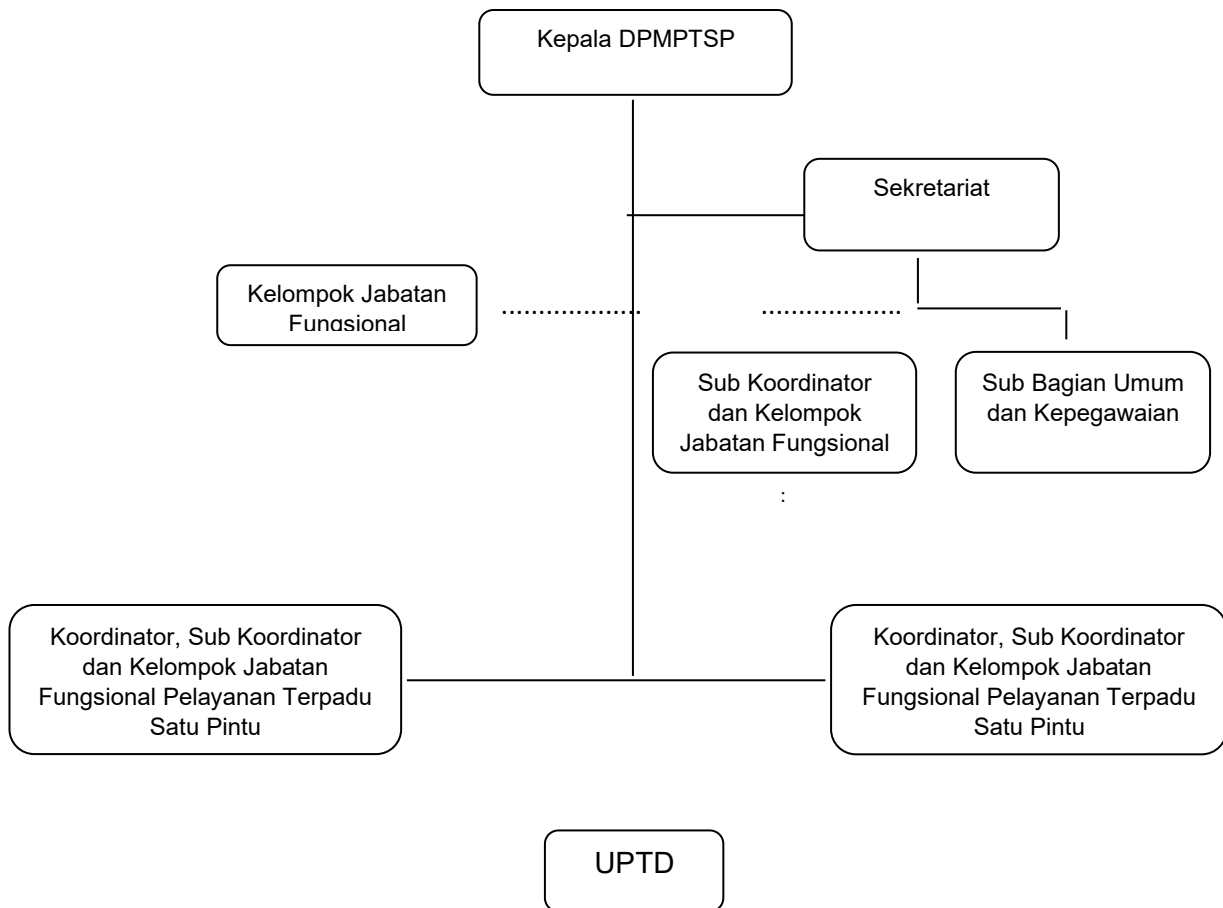 Kepala DPMPTSP
Sekretariat
Kelompok Jabatan
Fungsional
...................
...................
Sub Koordinator
dan Kelompok
Jabatan Fungsional
Sub Bagian Umum
dan Kepegawaian
:
Koordinator, Sub Koordinator
dan Kelompok Jabatan
Fungsional Pelayanan Terpadu
Satu Pintu
Koordinator, Sub Koordinator
dan Kelompok Jabatan
Fungsional Pelayanan Terpadu
Satu Pintu
UPTD